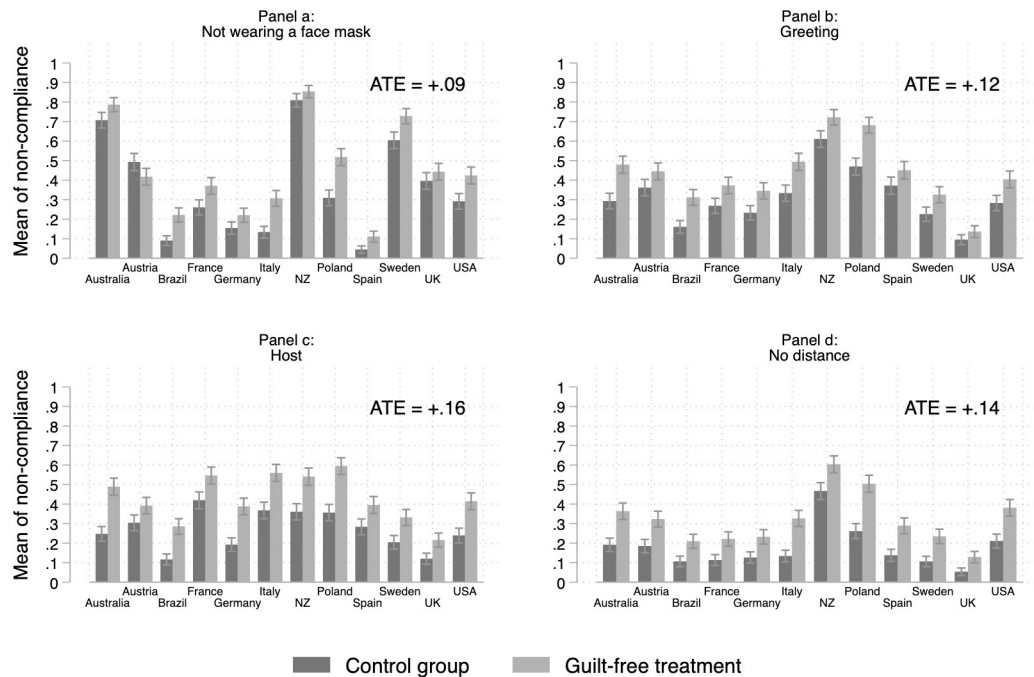 Panel a:
Not wearing a face mask
Mean of non-compliance
1
.9
.8
.7
.6
.5
.4
.3
.2
.1
0
ATE = +.09
Austria France Italy Poland Sweden USA
Australia Brazil Germany NZ Spain UK
Panel b:
Greeting
1
.9
.8
.7
.6
.5
.4
.3
.2
.1
0
ATE = +.12
Austria France Italy Poland Sweden USA
Australia Brazil Germany NZ Spain UK
Panel c:
Host
Mean of non-compliance
1
.9
.8
.7
.6
.5
.4
.3
.2
.1
0
ATE = +.16
Austria France Italy Poland Sweden USA
Australia Brazil Germany NZ Spain UK
Panel d:
No distance
1
.9
.8
.7
.6
.5
.4
.3
.2
.1
0
ATE = +.14
Austria France Italy Poland Sweden USA
Australia Brazil Germany NZ Spain UK
Control group Guilt-free treatment